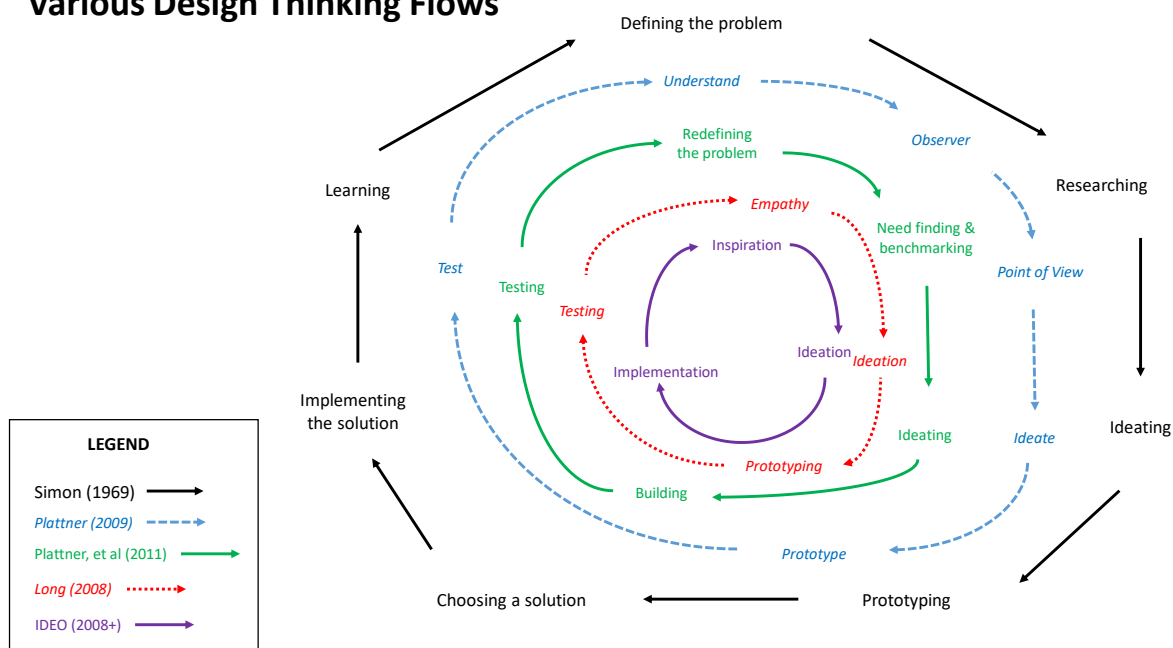 Various Design Thinking Flows
Defining the problem
Understand
Observer
Redefining
the problem
Learning
Researching
Empathy
Need finding &
benchmarking
Inspiration
Test
Point of View
Testing
Testing
Ideation
Ideation
Implementation
Implementing
the solution
Ideating
Ideate
Ideating
Prototyping
Building
Prototype
Choosing a solution
Prototyping
LEGEND
Simon (1969)
Plattner (2009)
Plattner, et al (2011)
Long (2008)
IDEO (2008+)